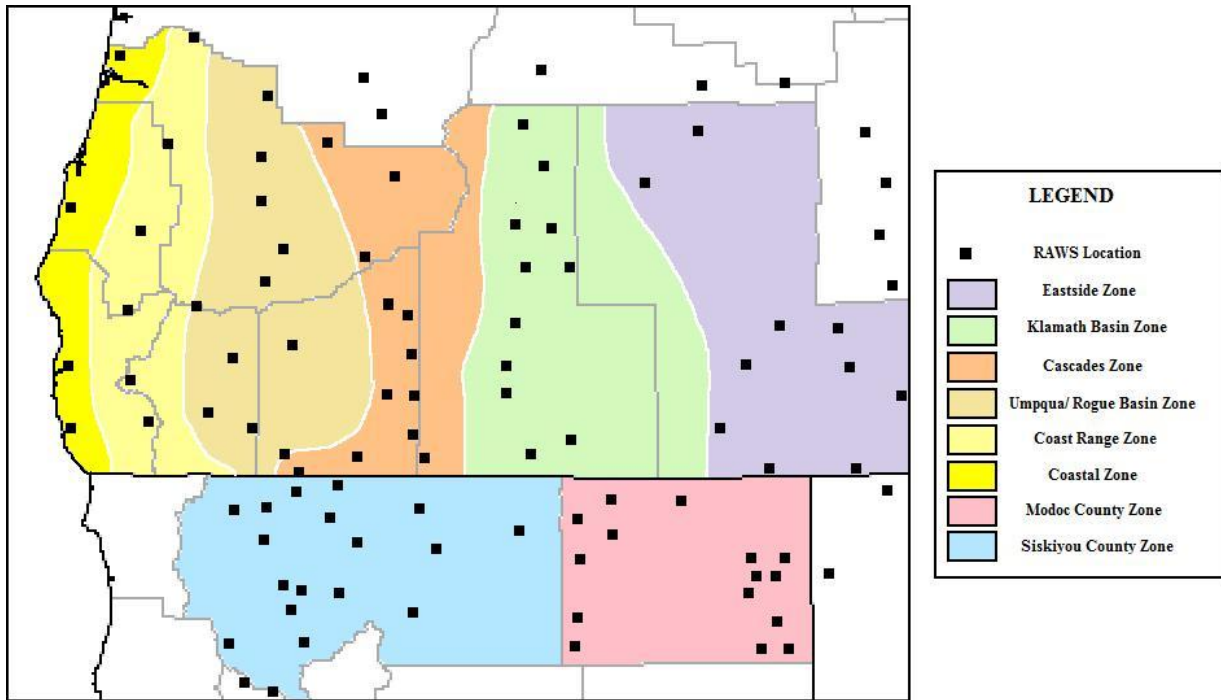 LEGEND
RAWS Location
Eastside Zone
Klamath Basin Zone
Cascades Zone
Umpqua/ Rogue Basin Zone
Coast Range Zone
Coastal Zone
Modoc County Zone
Siskiyou County Zone